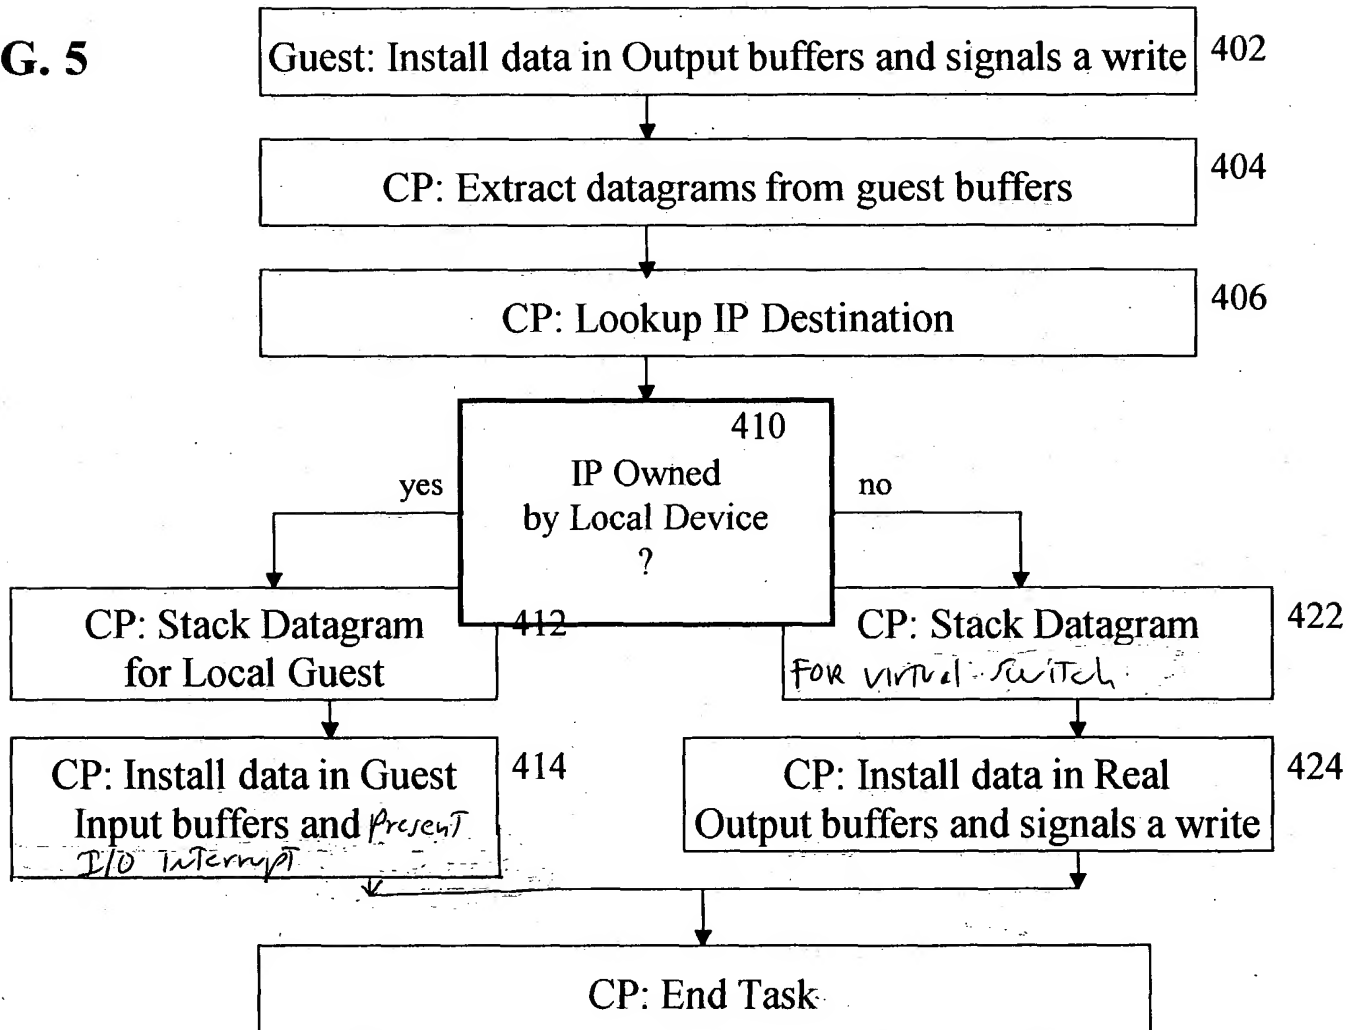 G. 5
Guest: Install data in Output buffers and signals a write
402
CP: Extract datagrams from guest buffers
404
CP: Lookup IP Destination
406
410
IP Owned
by Local Device
?
yes
no
CP: Stack Datagram
for Local Guest
412
CP: Stack Datagram
FOR virtual switch
422
CP: Install data in Guest
Input buffers and Present
I/O Interrupt
414
CP: Install data in Real
Output buffers and signals a write
424
CP: End Task